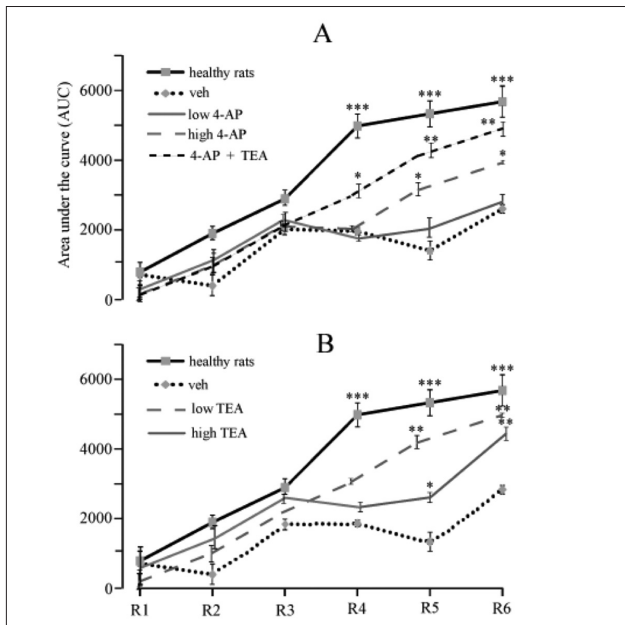 A
Area under the curve (AUC)
6000
4000
2000
0
healthy rats
veh
low 4-AP
high 4-AP
4-AP + TEA
***
***
***
*
**
**
*
*
B
6000
4000
2000
0
healthy rats
veh
low TEA
high TEA
***
***
***
**
**
**
*
R1 R2 R3 R4 R5 R6